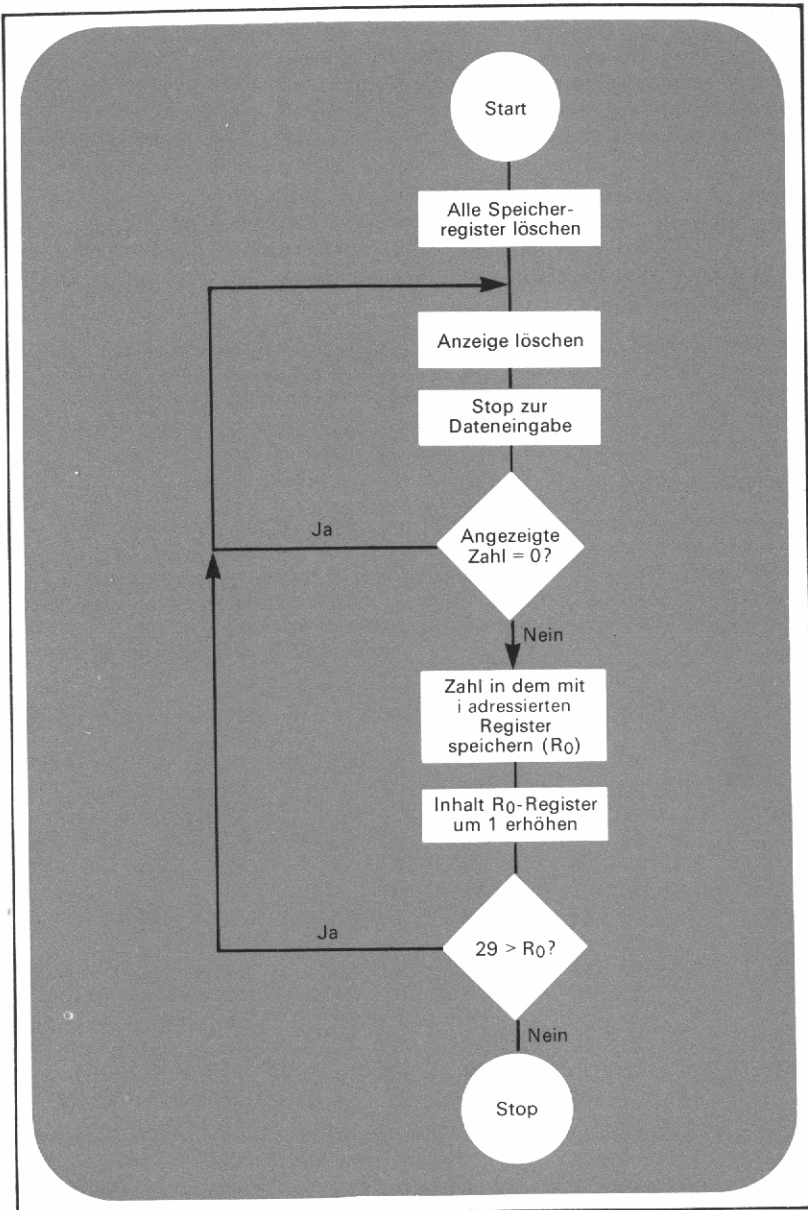 Start
Alle Speicher-
register löschen
Anzeige löschen
Stop zur
Dateneingabe
Ja
Angezeigte
Zahl = 0?
Nein
Zahl in dem mit
i adressierten
Register
speichern (R0)
Inhalt R0-Register
um 1 erhöhen
Ja
29 > R0?
Nein
Stop